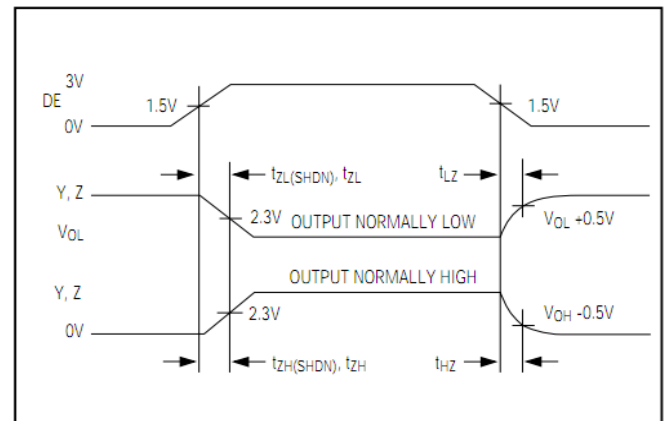 3V
DE
1.5V
1.5V
0V
tZL(SHDN), tZL
tLZ
Y, Z
2.3V
OUTPUT NORMALLY LOW
VOL +0.5V
VOL
OUTPUT NORMALLY HIGH
Y, Z
2.3V
VOH -0.5V
0V
tZH(SHDN), tZH
tHZ